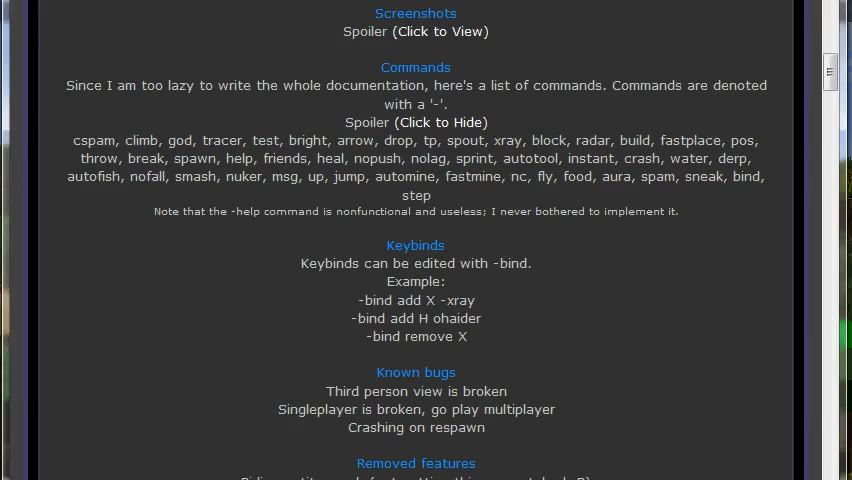 Screenshots
Spoiler (Click to View)
Commands
Since I am too lazy to write the whole documentation, here's a list of commands. Commands are denoted
with a '-'.
Spoiler (Click to Hide)
cspam, climb, god, tracer, test, bright, arrow, drop, tp, spout, xray, block, radar, build, fastplace, pos,
throw, break, spawn, help, friends, heal, nopush, nolag, sprint, autotool, instant, crash, water, derp,
autofish, nofall, smash, nuker, msg, up, jump, automine, fastmine, nc, fly, food, aura, spam, sneak, bind,
step
Note that the -help command is nonfunctional and useless; I never bothered to implement it.
Keybinds
Keybinds can be edited with -bind.
Example:
-bind add X -xray
-bind add H ohaider
-bind remove X
Known bugs
Third person view is broken
Singleplayer is broken, go play multiplayer
Crashing on respawn
Removed features